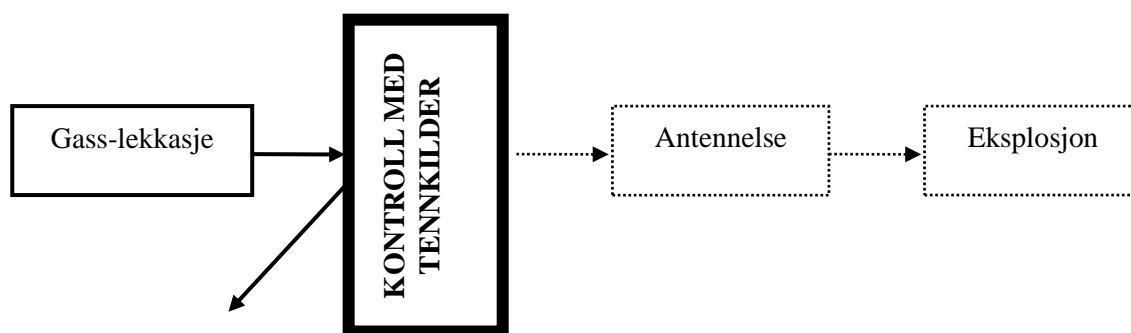 Gass-lekkasje
KONTROLL MED
TENNKILDER
Antennelse
Eksplosjon